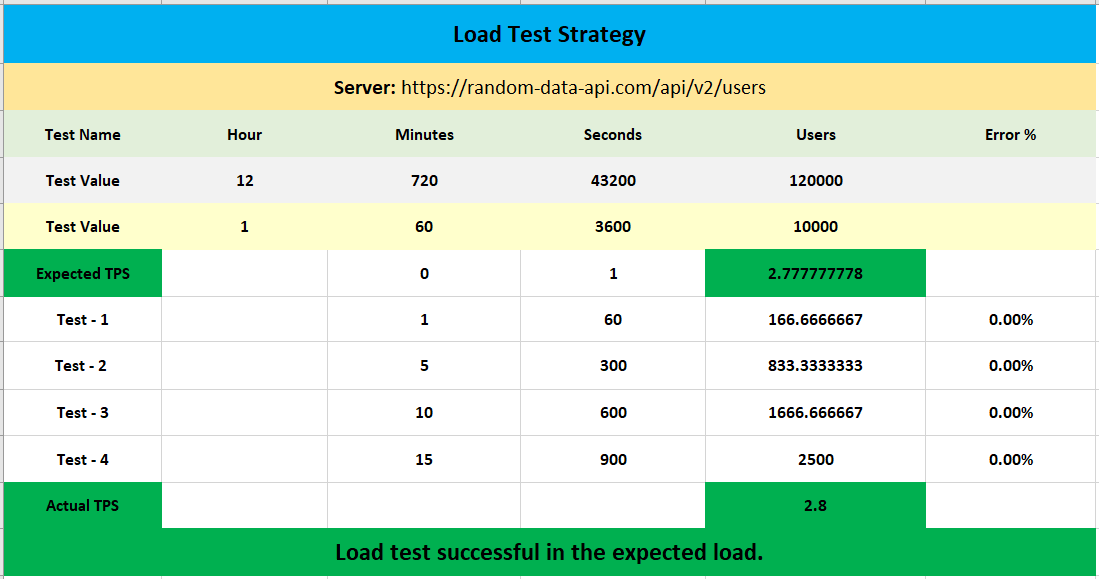 Load Test Strategy
Server: https://random-data-api.com/api/v2/users
Test Name Hour Minutes Seconds Users Error %
Test Value 12 720 43200 120000
Test Value 1 60 3600 10000
Expected TPS 0 1 2.777777778
Test - 1 1 60 166.6666667 0.00%
Test - 2 5 300 833.3333333 0.00%
Test - 3 10 600 1666.666667 0.00%
Test - 4 15 900 2500 0.00%
Actual TPS 2.8
Load test successful in the expected load.